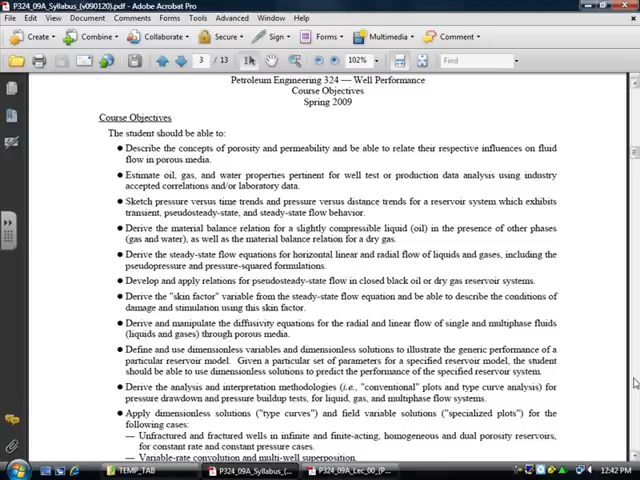 P324_09A_Syllabus_(v090120).pdf - Adobe Acrobat Pro
File Edit View Document Comments Forms Tools Advanced Window Help
Create Combine Collaborate Secure Sign Forms Multimedia Comment
3 / 13 102% Find
Petroleum Engineering 324 — Well Performance
Course Objectives
Spring 2009
Course Objectives
The student should be able to:
● Describe the concepts of porosity and permeability and be able to relate their respective influences on fluid
flow in porous media.
● Estimate oil, gas, and water properties pertinent for well test or production data analysis using industry
accepted correlations and/or laboratory data.
● Sketch pressure versus time trends and pressure versus distance trends for a reservoir system which exhibits
transient, pseudosteady-state, and steady-state flow behavior.
● Derive the material balance relation for a slightly compressible liquid (oil) in the presence of other phases
(gas and water), as well as the material balance relation for a dry gas.
● Derive the steady-state flow equations for horizontal linear and radial flow of liquids and gases, including the
pseudopressure and pressure-squared formulations.
● Develop and apply relations for pseudosteady-state flow in closed black oil or dry gas reservoir systems.
● Derive the "skin factor" variable from the steady-state flow equation and be able to describe the conditions of
damage and stimulation using this skin factor.
● Derive and manipulate the diffusivity equations for the radial and linear flow of single and multiphase fluids
(liquids and gases) through porous media.
● Define and use dimensionless variables and dimensionless solutions to illustrate the generic performance of a
particular reservoir model. Given a particular set of parameters for a specified reservoir model, the student
should be able to use dimensionless solutions to predict the performance of the specified reservoir system.
● Derive the analysis and interpretation methodologies (i.e., "conventional" plots and type curve analysis) for
pressure drawdown and pressure buildup tests, for liquid, gas, and multiphase flow systems.
● Apply dimensionless solutions ("type curves") and field variable solutions ("specialized plots") for the
following cases:
— Unfractured and fractured wells in infinite and finite-acting, homogeneous and dual porosity reservoirs,
for constant rate and constant pressure cases.
— Variable-rate convolution and multi-well superposition.
TEMP_TAB P324_09A_Syllabus_(... P324_09A_Lec_00_(P... 12:42 PM